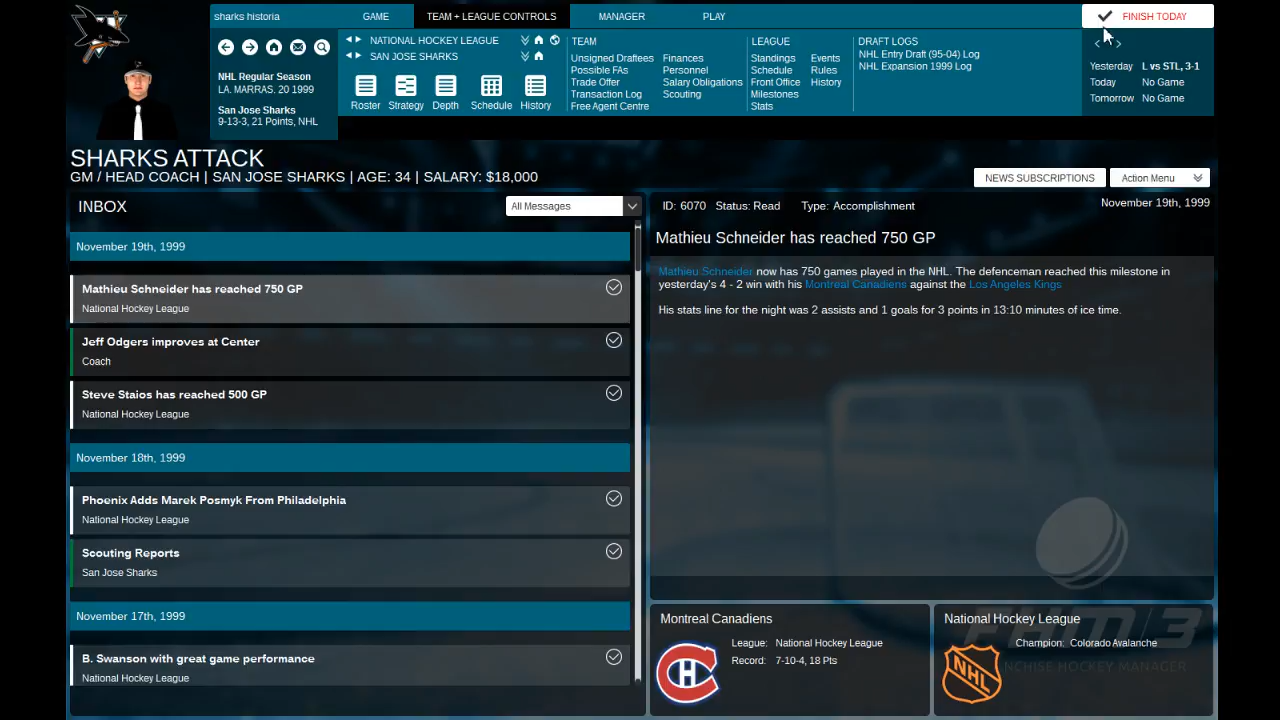 sharks historia
GAME
TEAM + LEAGUE CONTROLS
MANAGER
PLAY
FINISH TODAY
NHL Regular Season
LA. MARRAS. 20 1999
San Jose Sharks
9-13-3, 21 Points, NHL
NATIONAL HOCKEY LEAGUE
SAN JOSE SHARKS
Roster
Strategy
Depth
Schedule
History
TEAM
Unsigned Draftees
Possible FAs
Trade Offer
Transaction Log
Free Agent Centre
Finances
Personnel
Salary Obligations
Scouting
LEAGUE
Standings
Schedule
Front Office
Milestones
Stats
Events
Rules
History
DRAFT LOGS
NHL Entry Draft (95-04) Log
NHL Expansion 1999 Log
Yesterday L vs STL, 3-1
Today No Game
Tomorrow No Game
SHARKS ATTACK
GM / HEAD COACH | SAN JOSE SHARKS | AGE: 34 | SALARY: $18,000
NEWS SUBSCRIPTIONS
Action Menu
INBOX
All Messages
November 19th, 1999
Mathieu Schneider has reached 750 GP
National Hockey League
Jeff Odgers improves at Center
Coach
Steve Staios has reached 500 GP
National Hockey League
November 18th, 1999
Phoenix Adds Marek Posmyk From Philadelphia
National Hockey League
Scouting Reports
San Jose Sharks
November 17th, 1999
B. Swanson with great game performance
National Hockey League
ID: 6070 Status: Read Type: Accomplishment
November 19th, 1999
Mathieu Schneider has reached 750 GP
Mathieu Schneider now has 750 games played in the NHL. The defenceman reached this milestone in
yesterday's 4 - 2 win with his Montreal Canadiens against the Los Angeles Kings
His stats line for the night was 2 assists and 1 goals for 3 points in 13:10 minutes of ice time.
Montreal Canadiens
League: National Hockey League
Record: 7-10-4, 18 Pts
National Hockey League
Champion: Colorado Avalanche
NHL
FHM/3